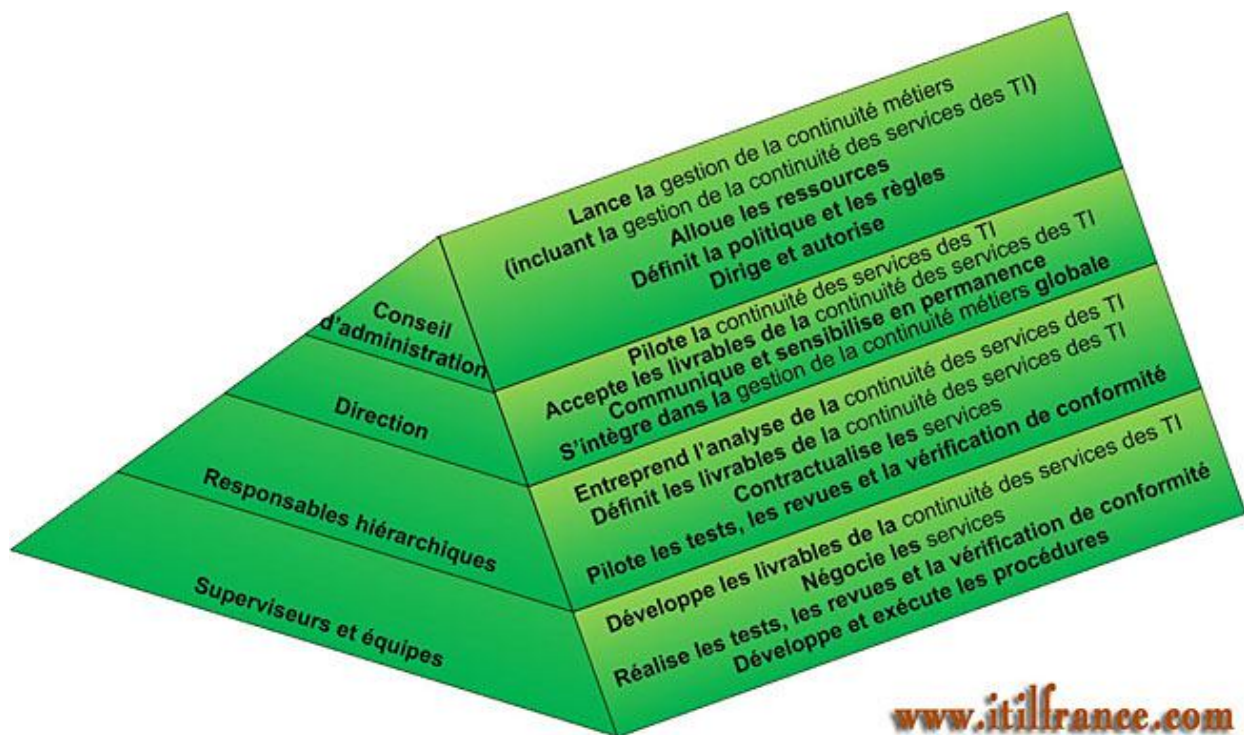 Lance la gestion de la continuité métiers
(incluant la gestion de la continuité des services des TI)
Alloue les ressources
Définit la politique et les règles
Dirige et autorise
Conseil
d'administration
Pilote la continuité des services des TI
Accepte les livrables de la continuité des services des TI
Communique et sensibilise en permanence
S'intègre dans la gestion de la continuité métiers globale
Direction
Entreprend l'analyse de la continuité des services des TI
Définit les livrables de la continuité des services des TI
Contractualise les services
Pilote les tests, les revues et la vérification de conformité
Responsables hiérarchiques
Développe les livrables de la continuité des services des TI
Négocie les services
Réalise les tests, les revues et la vérification de conformité
Développe et exécute les procédures
Superviseurs et équipes
www.itilfrance.com